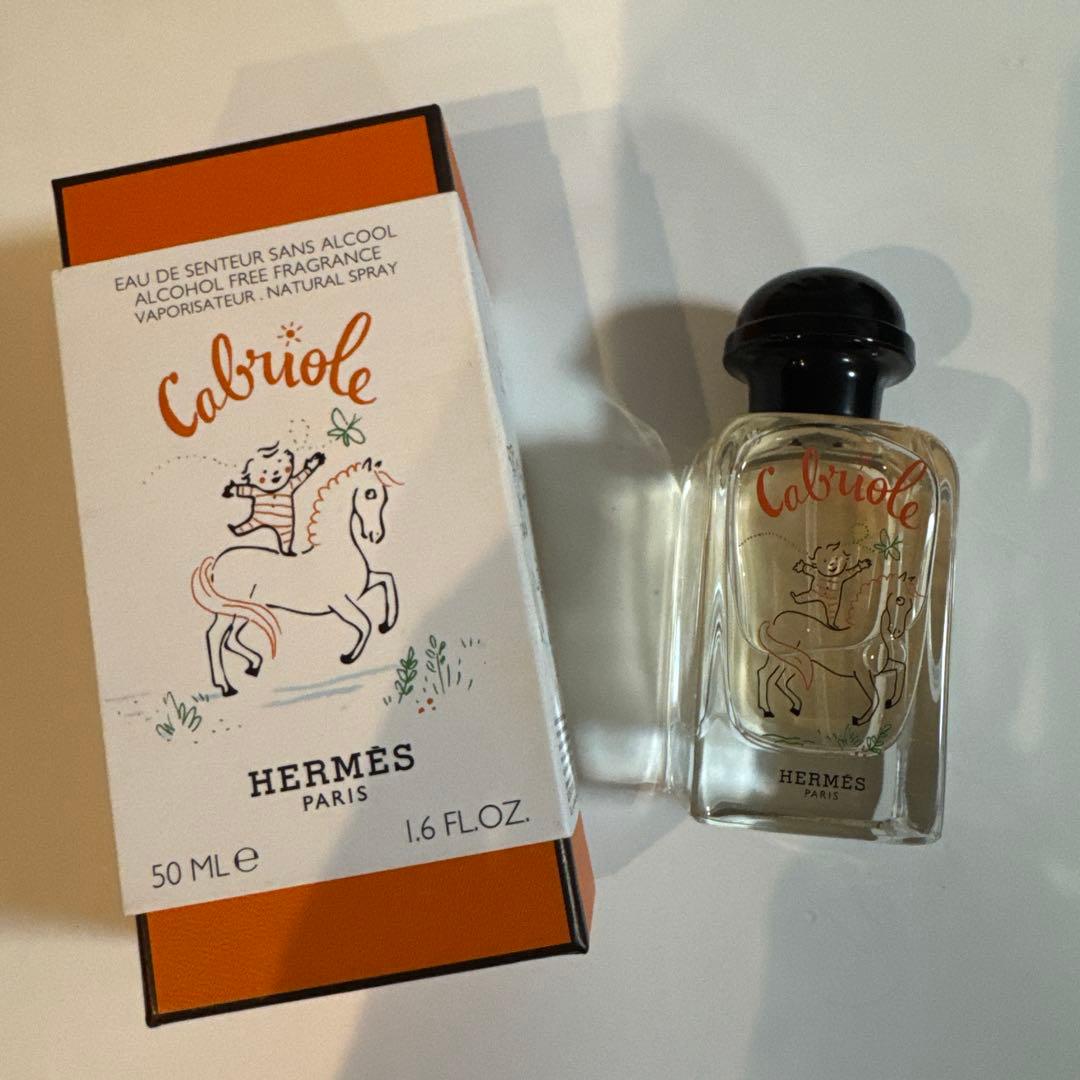 EAU DE SENTEUR SANS ALCOOL
ALCOHOL FREE FRAGRANCE
VAPORISATEUR . NATURAL SPRAY
Cabriole
HERMÈS
PARIS
1.6 FL.OZ.
50 ML e
Cabriole
HERMÈS
PARIS